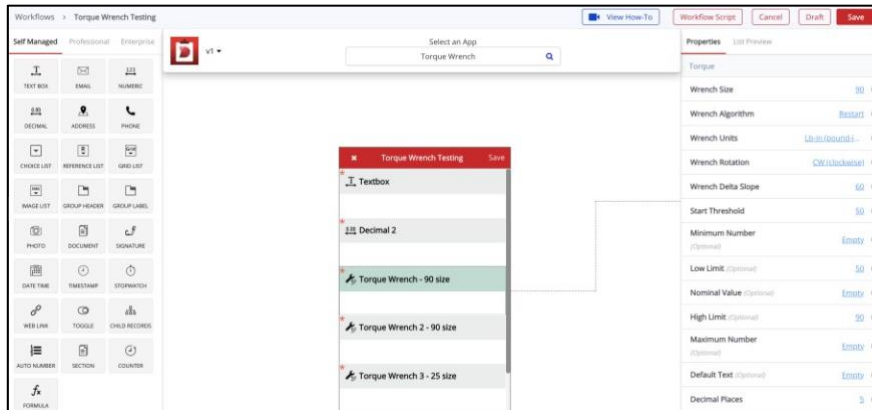 Workflows > Torque Wrench Testing
View How-To
Workflow Script
Cancel
Draft
Save
Self Managed
Professional
Enterprise
TEXT BOX
EMAIL
NUMERIC
DECIMAL
ADDRESS
PHONE
CHOICE LIST
REFERENCE LIST
GRID LIST
IMAGE LIST
GROUP HEADER
GROUP LABEL
PHOTO
DOCUMENT
SIGNATURE
DATE TIME
TIMESTAMP
STOPWATCH
WEB LINK
TOGGLE
CHILD RECORDS
AUTO NUMBER
SECTION
COUNTER
FORMULA
v1
Select an App
Torque Wrench
Torque Wrench Testing
Save
* Textbox
* Decimal 2
* Torque Wrench - 90 size
* Torque Wrench 2 - 90 size
* Torque Wrench 3 - 25 size
Properties
List Preview
Torque
Wrench Size 90
Wrench Algorithm Restart
Wrench Units Lb-in (pound-i...
Wrench Rotation CW (clockwise)
Wrench Delta Slope 60
Start Threshold 50
Minimum Number
(Optional) Empty
Low Limit (Optional) 50
Nominal Value (Optional) Empty
High Limit (Optional) 90
Maximum Number
(Optional) Empty
Default Text (Optional) Empty
Decimal Places 5